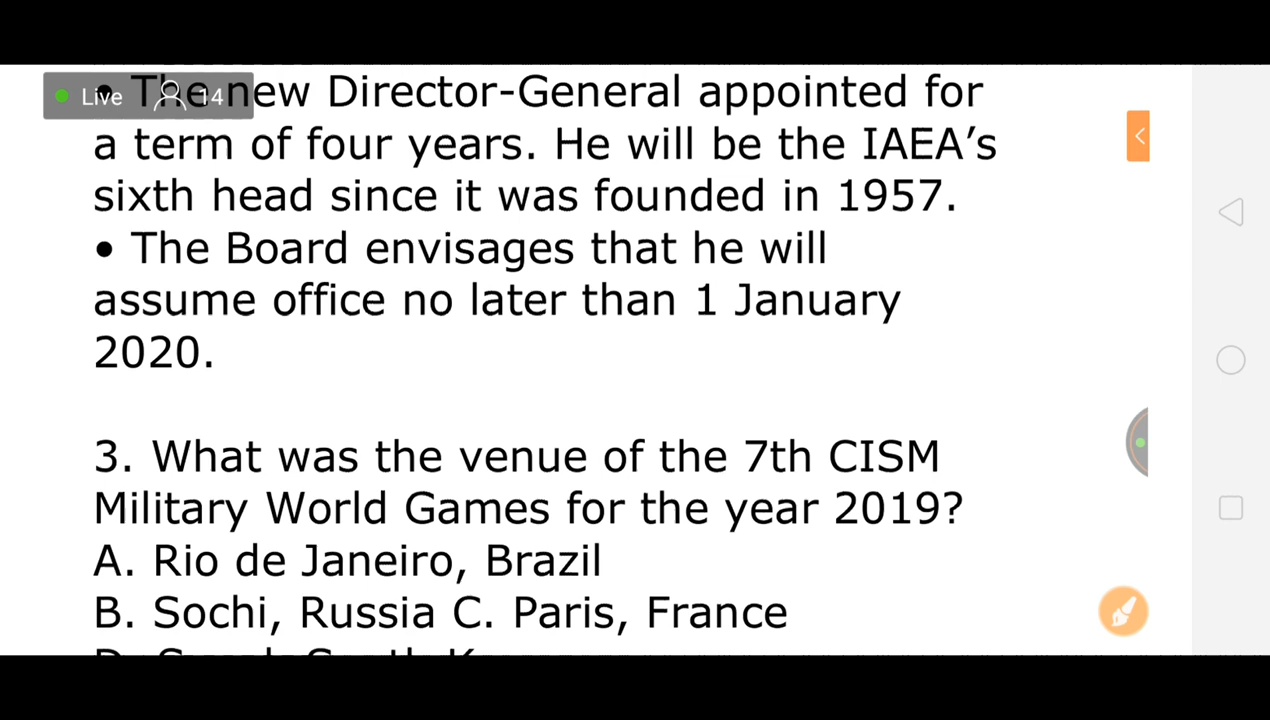 Live 14
• The new Director-General appointed for
a term of four years. He will be the IAEA’s
sixth head since it was founded in 1957.
• The Board envisages that he will
assume office no later than 1 January
2020.
3. What was the venue of the 7th CISM
Military World Games for the year 2019?
A. Rio de Janeiro, Brazil
B. Sochi, Russia C. Paris, France